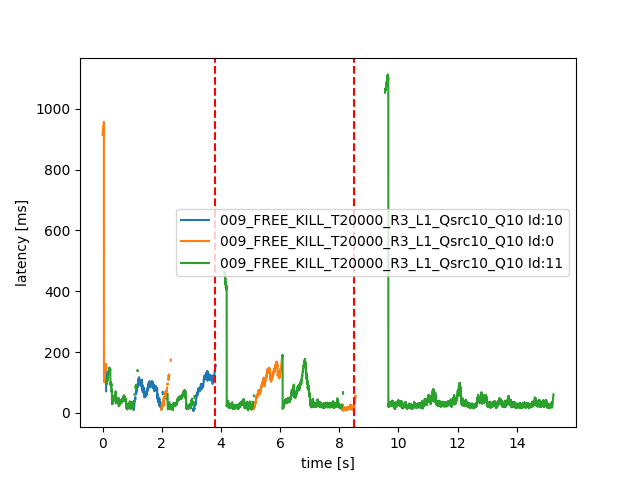 1000
800
600
400
200
0
latency [ms]
009_FREE_KILL_T20000_R3_L1_Qsrc10_Q10 Id:10
009_FREE_KILL_T20000_R3_L1_Qsrc10_Q10 Id:0
009_FREE_KILL_T20000_R3_L1_Qsrc10_Q10 Id:11
0 2 4 6 8 10 12 14
time [s]